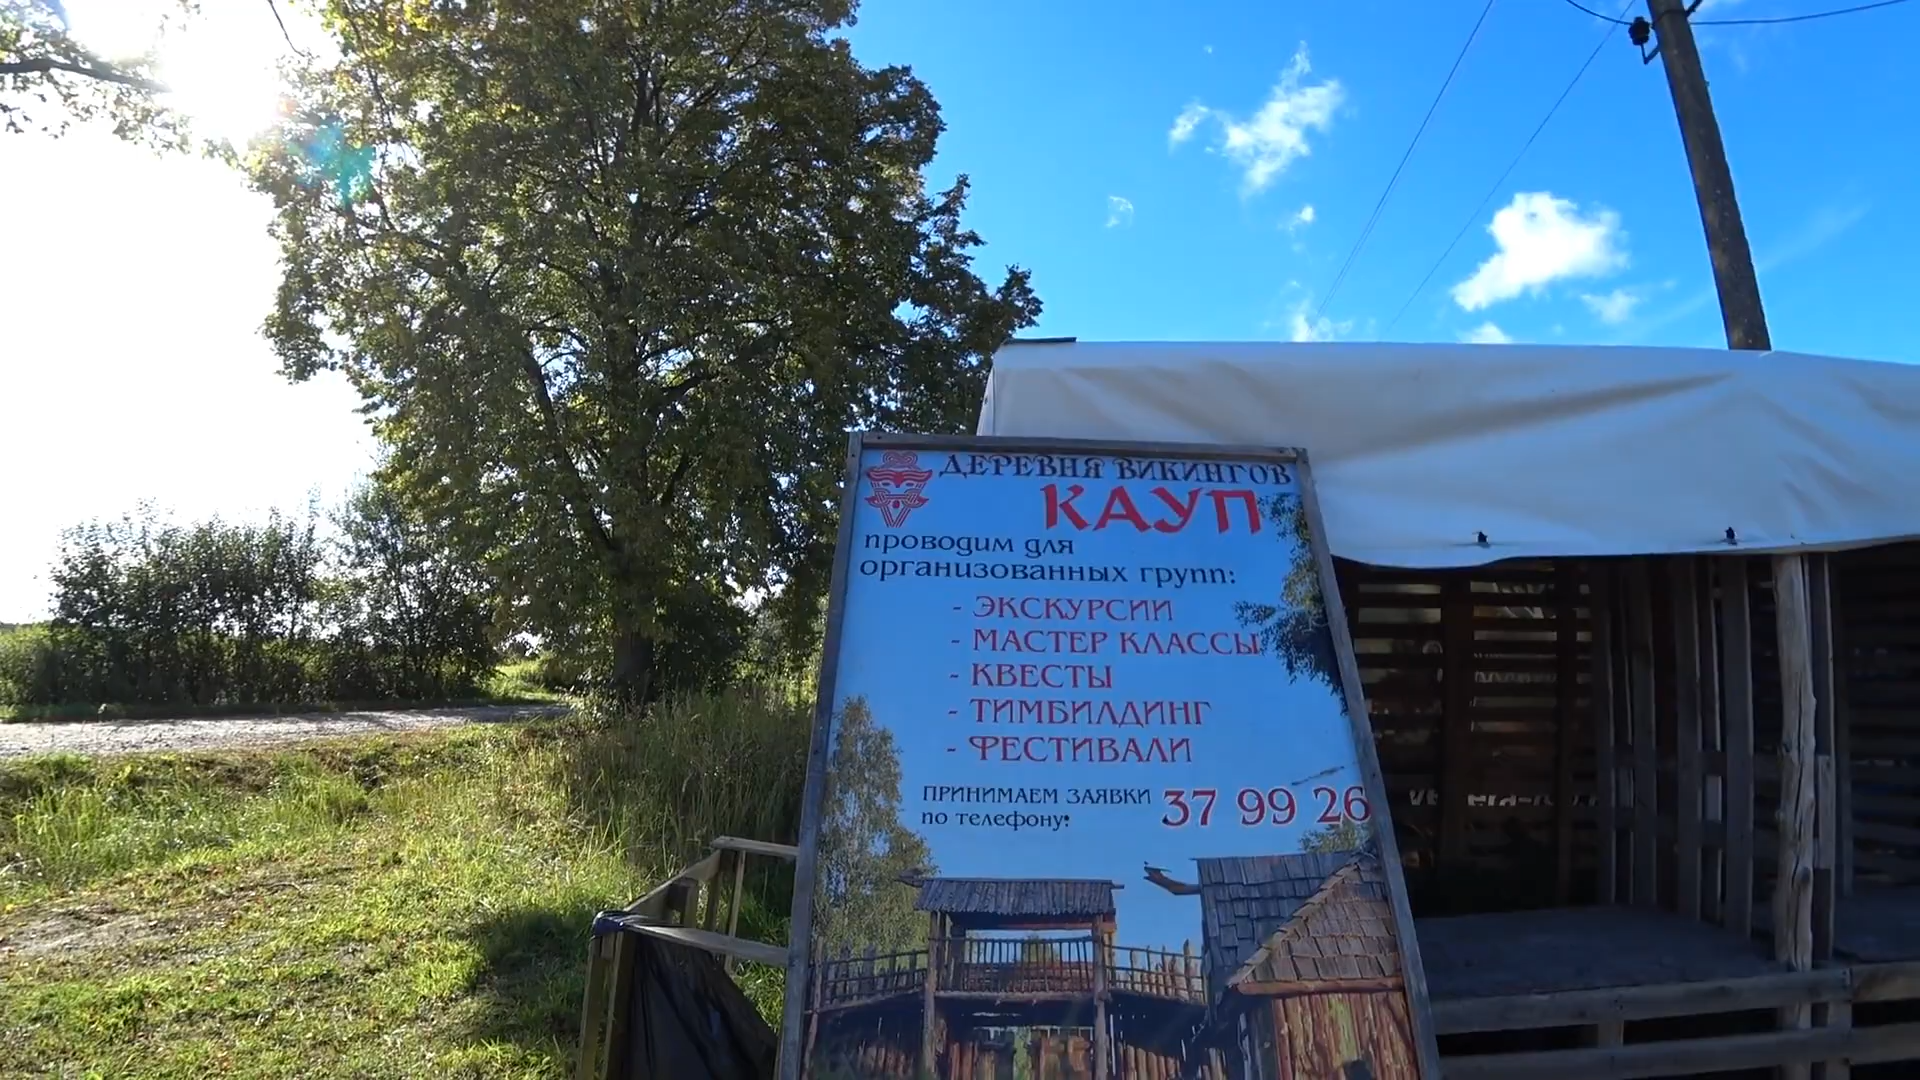 ДЕРЕВНЯ ВИКИНГОВ
КАУП
проводим для
организованных групп:
- ЭКСКУРСИИ
- МАСТЕР КЛАССЫ
- КВЕСТЫ
- ТИМБИЛДИНГ
- ФЕСТИВАЛИ
ПРИНИМАЕМ ЗАЯВКИ 37 99 26
по телефону: